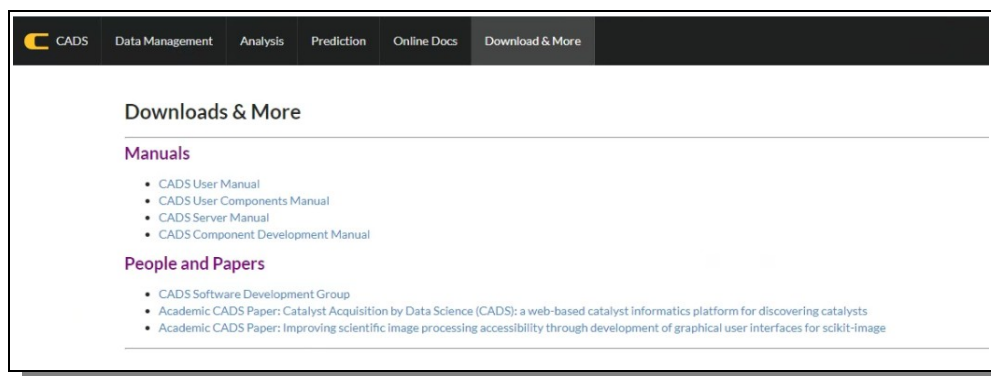 CADS Data Management Analysis Prediction Online Docs Download & More
Downloads & More
Manuals
CADS User Manual
CADS User Components Manual
CADS Server Manual
CADS Component Development Manual
People and Papers
CADS Software Development Group
Academic CADS Paper: Catalyst Acquisition by Data Science (CADS): a web-based catalyst informatics platform for discovering catalysts
Academic CADS Paper: Improving scientific image processing accessibility through development of graphical user interfaces for scikit-image